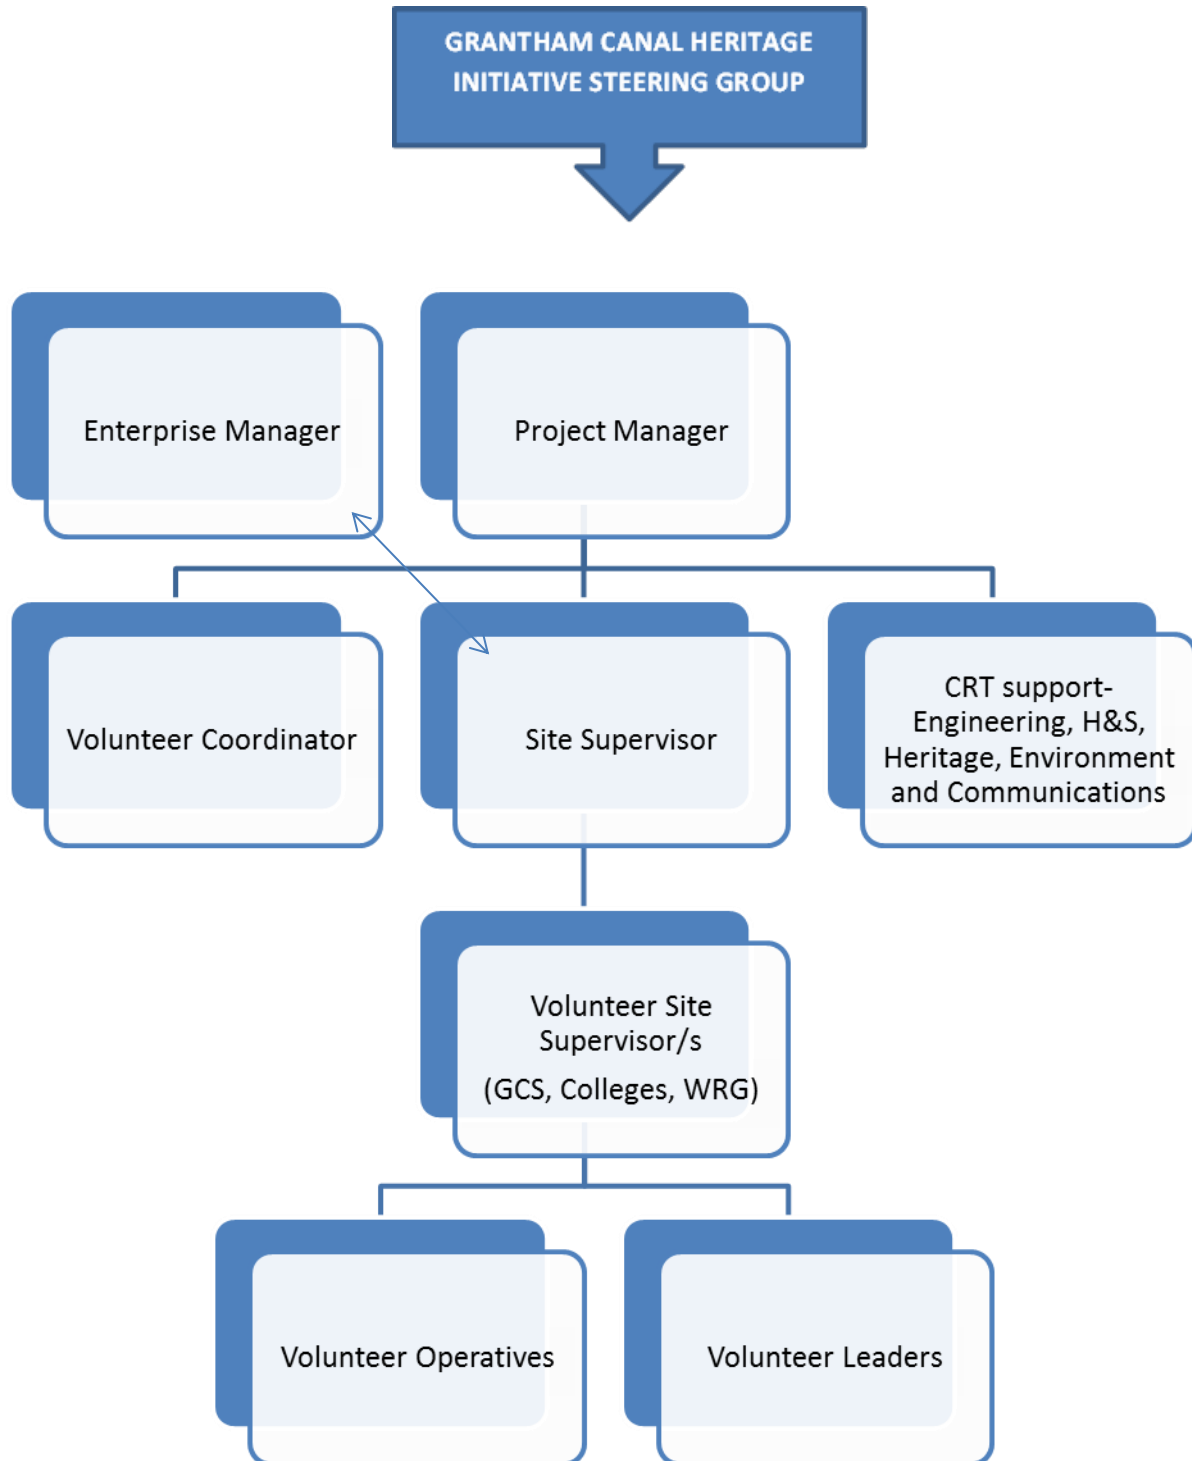 GRANTHAM CANAL HERITAGE
INITIATIVE STEERING GROUP
Enterprise Manager
Project Manager
Volunteer Coordinator
Site Supervisor
CRT support-
Engineering, H&S,
Heritage, Environment
and Communications
Volunteer Site
Supervisor/s
(GCS, Colleges, WRG)
Volunteer Operatives
Volunteer Leaders